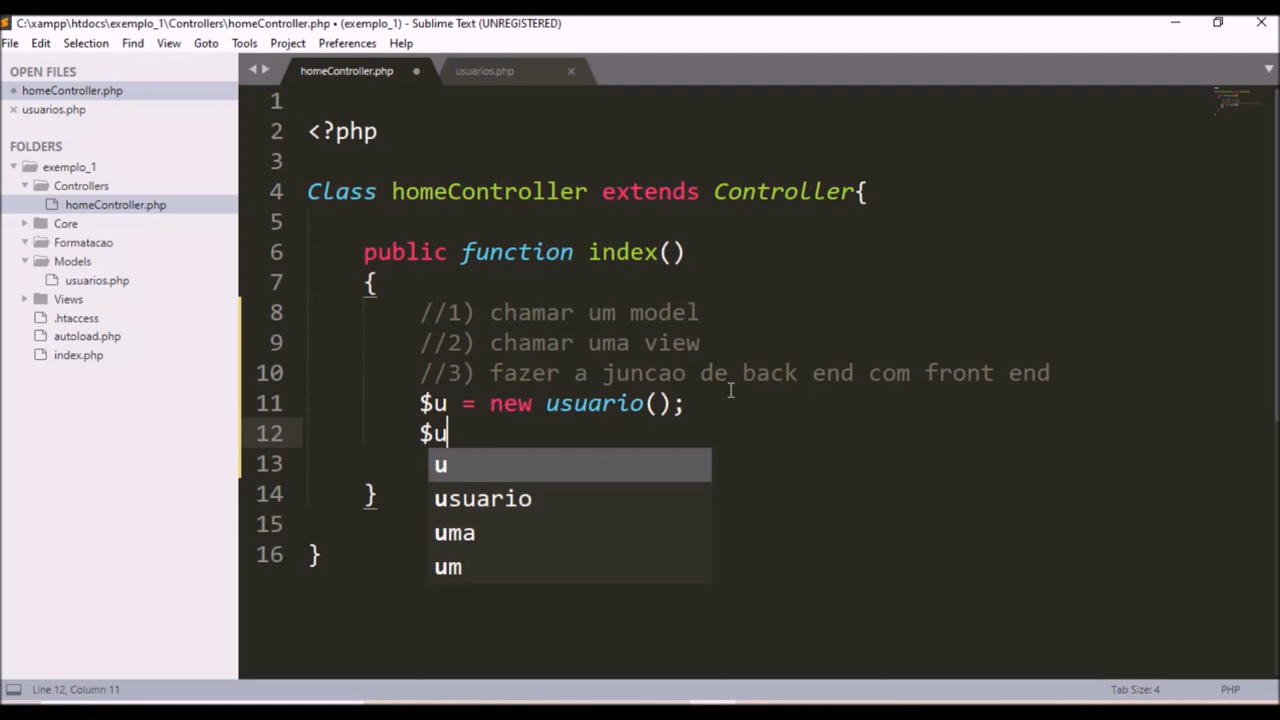 C:\xampp\htdocs\exemplo_1\Controllers\homeController.php • (exemplo_1) - Sublime Text (UNREGISTERED)
File Edit Selection Find View Goto Tools Project Preferences Help
OPEN FILES
homeController.php
usuarios.php
FOLDERS
exemplo_1
Controllers
homeController.php
Core
Formatacao
Models
usuarios.php
Views
.htaccess
autoload.php
index.php
homeController.php usuarios.php
1
2 <?php
3
4 Class homeController extends Controller{
5
6 public function index()
7 {
8 //1) chamar um model
9 //2) chamar uma view
10 //3) fazer a juncao de back end com front end
11 $u = new usuario();
12 $u
13
14 }
15
16 }
u
usuario
uma
um
Line 12, Column 11 Tab Size: 4 PHP